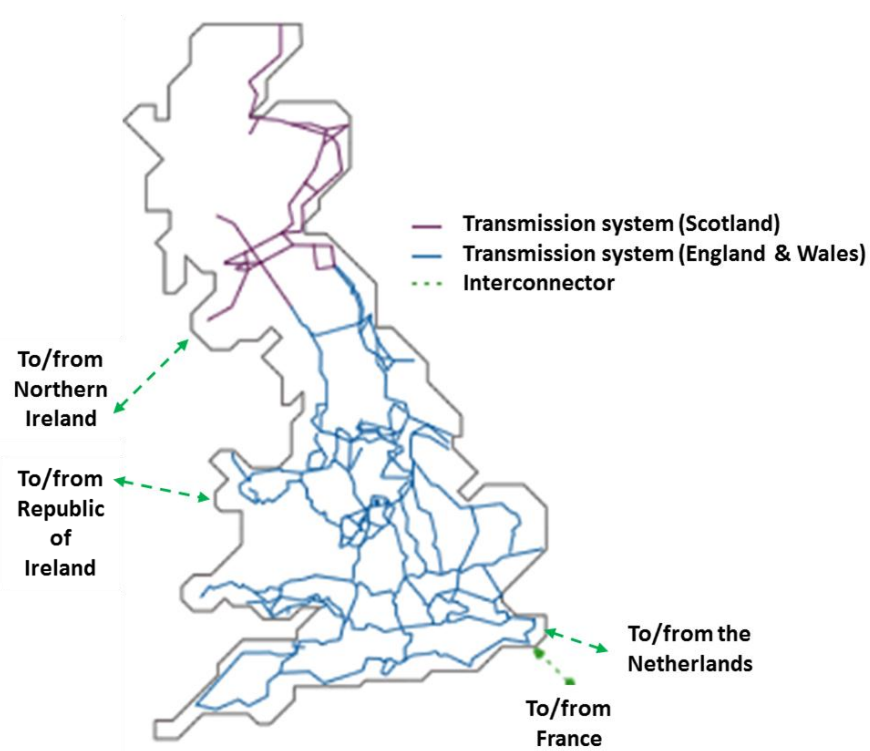 Transmission system (Scotland)
Transmission system (England & Wales)
Interconnector
To/from
Northern
Ireland
To/from
Republic
of
Ireland
To/from the
Netherlands
To/from
France